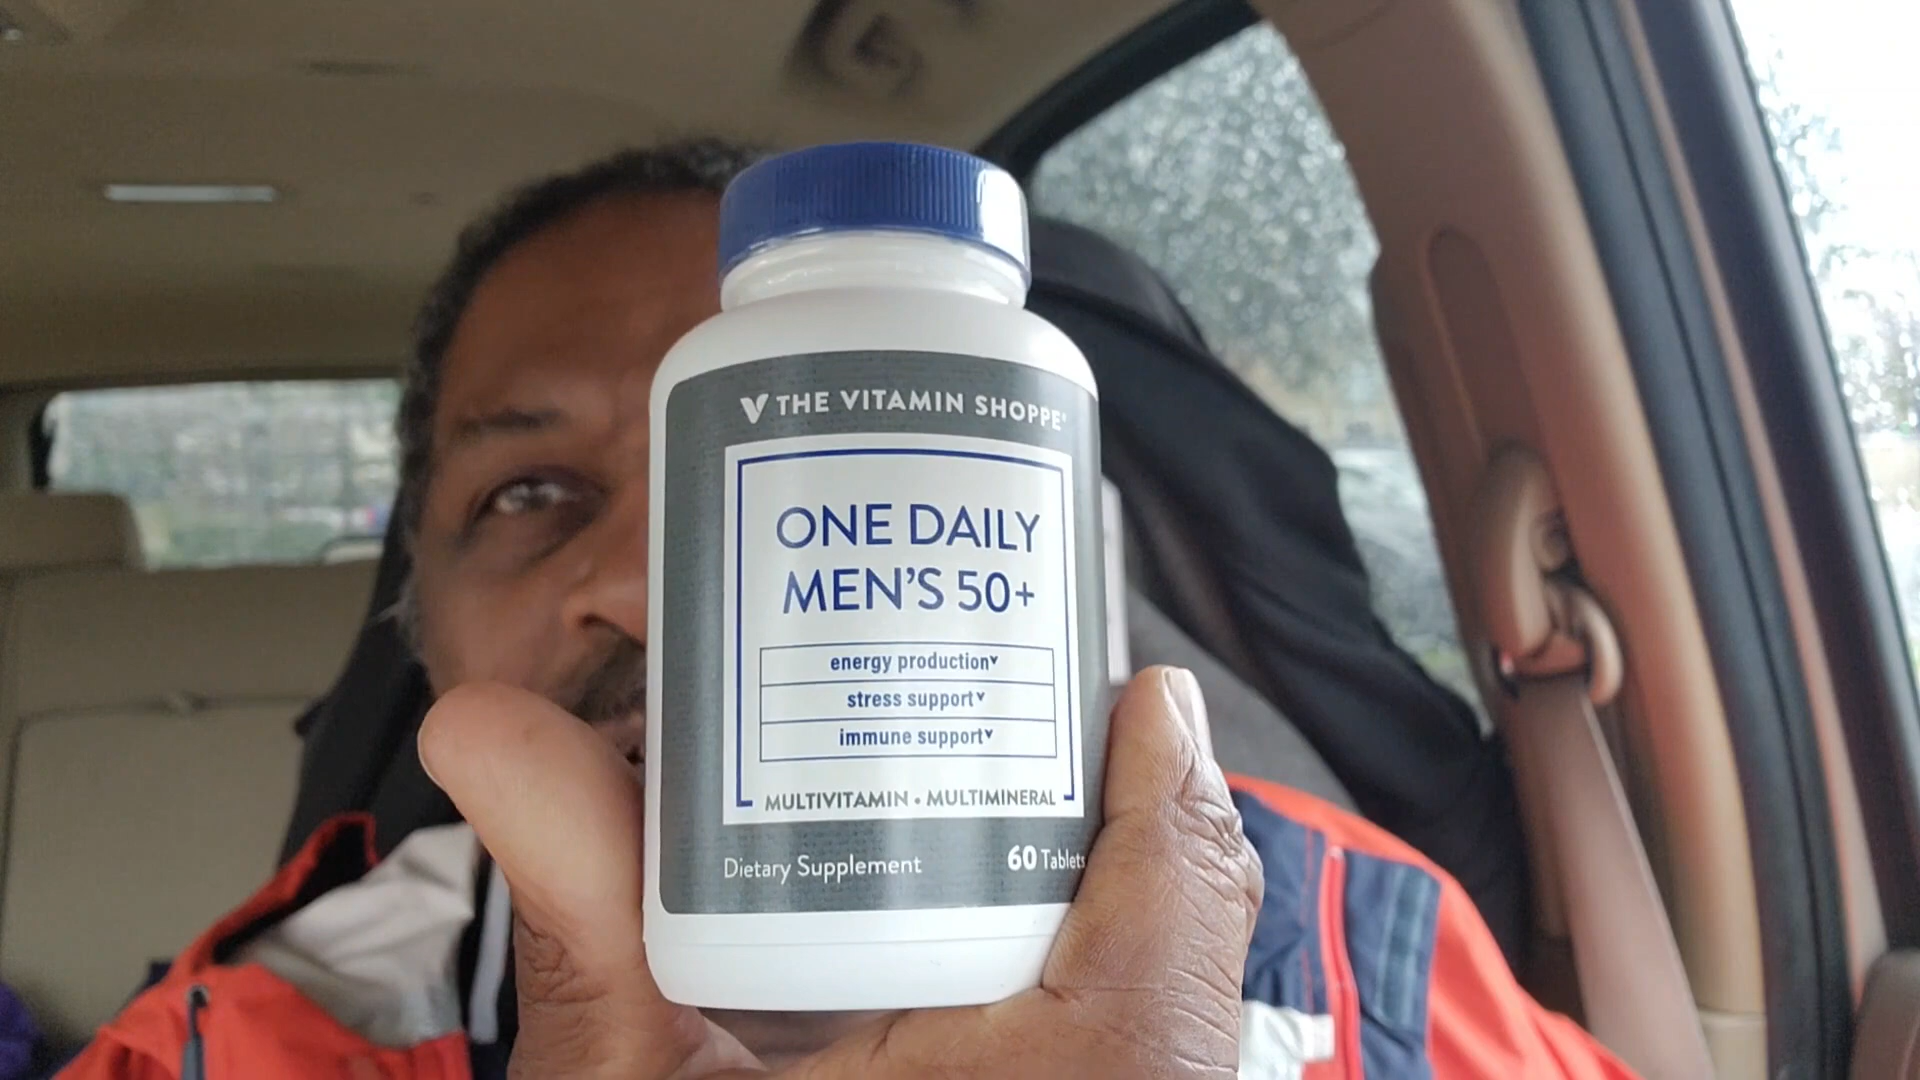 THE VITAMIN SHOPPE®
ONE DAILY
MEN'S 50+
energy production˅
stress support˅
immune support˅
MULTIVITAMIN • MULTIMINERAL
Dietary Supplement 60 Tablets